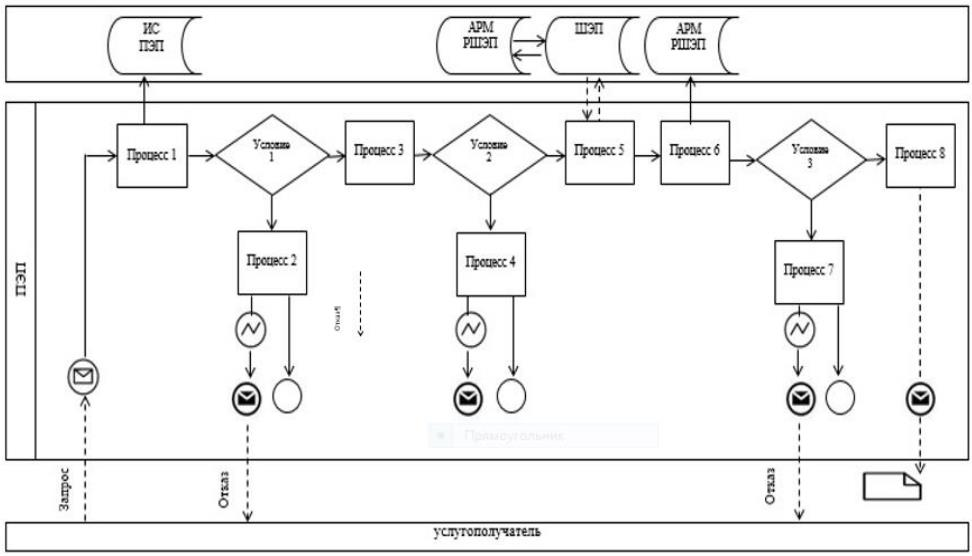 ИС
ПЭП
АРМ
РШЭП
ШЭП
АРМ
РШЭП
ПЭП
Процесс 1
Условие
1
Процесс 3
Условие
2
Процесс 5
Процесс 6
Условие
3
Процесс 8
Процесс 2
Процесс 4
Процесс 7
Отказ¶
Прямоугольник
Запрос
Отказ
Отказ
услугополучатель